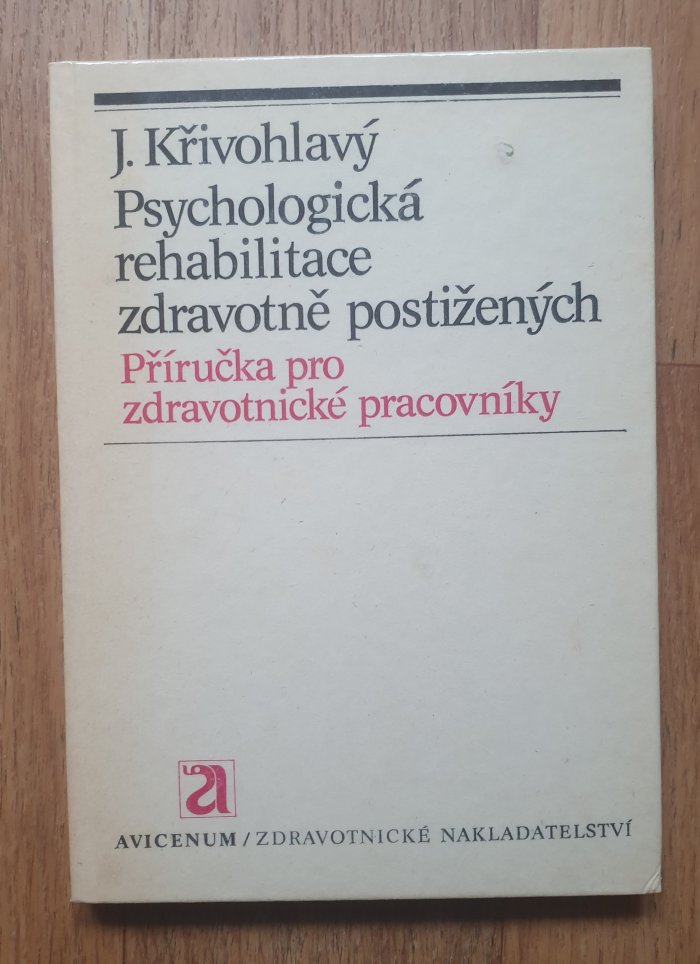 J. Křivohlavý
Psychologická
rehabilitace
zdravotně postižených
Příručka pro
zdravotnické pracovníky
AVICENUM / ZDRAVOTNICKÉ NAKLADATELSTVÍ